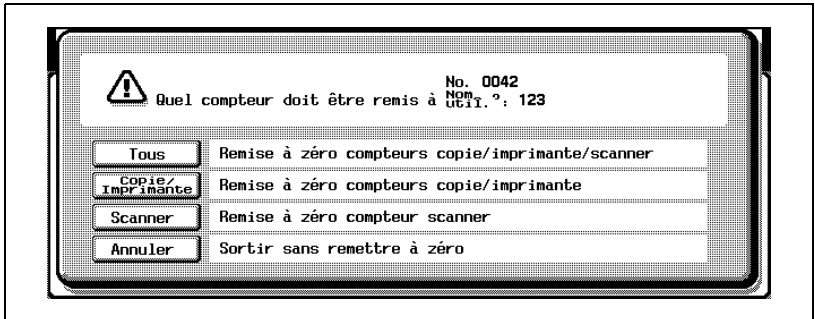 No. 0042
Quel compteur doit être remis à Nom util. ?: 123
Tous Remise à zéro compteurs copie/imprimante/scanner
Copie/Imprimante Remise à zéro compteurs copie/imprimante
Scanner Remise à zéro compteur scanner
Annuler Sortir sans remettre à zéro